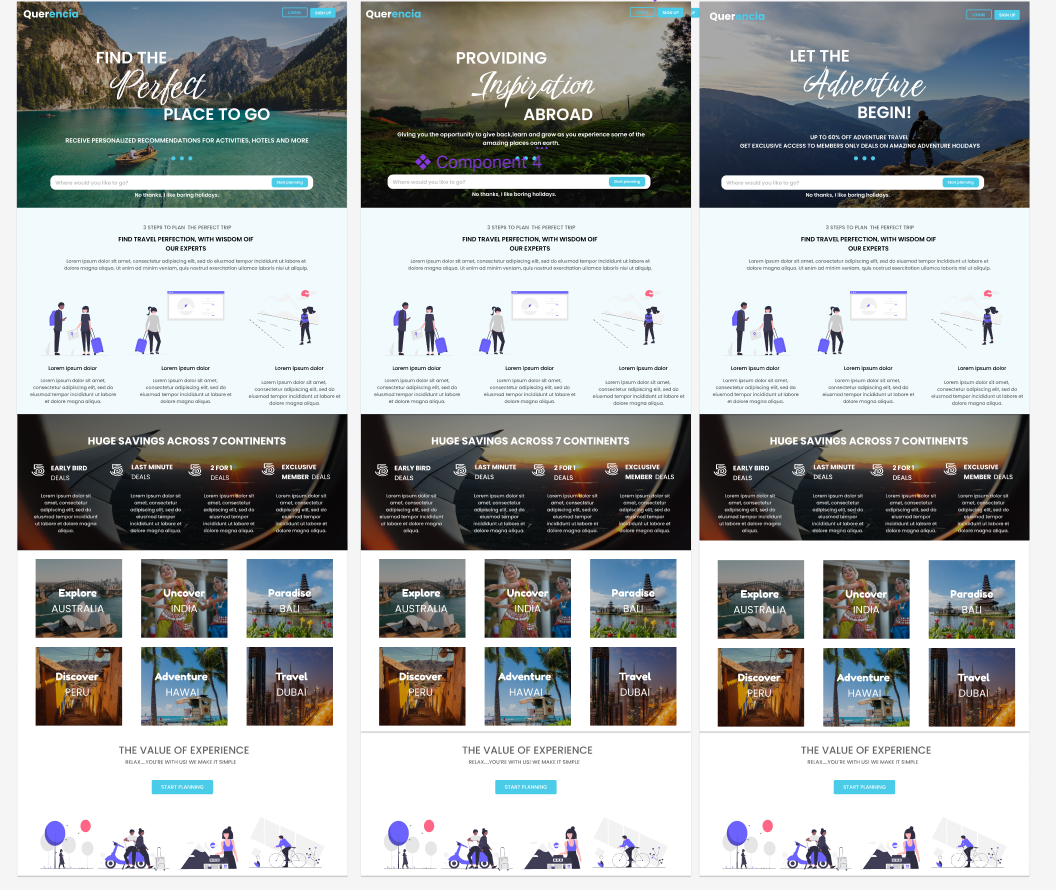 Querencia
LOGIN
SIGN UP
FIND THE
Perfect
PLACE TO GO
RECEIVE PERSONALIZED RECOMMENDATIONS FOR ACTIVITIES, HOTELS AND MORE
Where would you like to go?
Start planning
No thanks, I like boring holidays.
3 STEPS TO PLAN THE PERFECT TRIP
FIND TRAVEL PERFECTION, WITH WISDOM OIF
OUR EXPERTS
Lorem ipsum dolor sit amet, consectetur adipiscing elit, sed do eiusmod tempor incididunt ut labore et
dolore magna aliqua. Ut enim ad minim veniam, quis nostrud exercitation ullamco laboris nisi ut aliquip.
Lorem ipsum dolor
Lorem ipsum dolor
Lorem ipsum dolor
Lorem ipsum dolor sit amet,
consectetur adipiscing elit, sed do
eiusmod tempor incididunt ut labore
et dolore magna aliqua.
Lorem ipsum dolor sit amet,
consectetur adipiscing elit, sed do
eiusmod tempor incididunt ut labore
et dolore magna aliqua.
Lorem ipsum dolor sit amet,
consectetur adipiscing elit, sed do
eiusmod tempor incididunt ut labore et
dolore magna aliqua.
HUGE SAVINGS ACROSS 7 CONTINENTS
EARLY BIRD
DEALS
LAST MINUTE
DEALS
2 FOR 1
DEALS
EXCLUSIVE
MEMBER DEALS
Lorem ipsum dolor sit
amet, consectetur
adipiscing elit, sed do
eiusmod tempor incididunt
ut labore et dolore magna
aliqua.
Lorem ipsum dolor sit
amet, consectetur
adipiscing elit, sed do
eiusmod tempor
incididunt ut labore et
dolore magna aliqua.
Lorem ipsum dolor sit
amet, consectetur
adipiscing elit, sed do
eiusmod tempor
incididunt ut labore et
dolore magna aliqua.
Lorem ipsum dolor sit
amet, consectetur
adipiscing elit, sed do
eiusmod tempor
incididunt ut labore et
dolore magna aliqua.
Explore
AUSTRALIA
Uncover
INDIA
Paradise
BALI
Discover
PERU
Adventure
HAWAI
Travel
DUBAI
THE VALUE OF EXPERIENCE
RELAX....YOU'RE WITH US! WE MAKE IT SIMPLE
START PLANNING
Querencia
SIGN UP
PROVIDING
Inspiration
ABROAD
Giving you the opportunity to give back,learn and grow as you experience some of the
amazing places oon earth.
Component 4
Where would you like to go?
Start planning
No thanks, I like boring holidays.
3 STEPS TO PLAN THE PERFECT TRIP
FIND TRAVEL PERFECTION, WITH WISDOM OIF
OUR EXPERTS
Lorem ipsum dolor sit amet, consectetur adipiscing elit, sed do eiusmod tempor incididunt ut labore et
dolore magna aliqua. Ut enim ad minim veniam, quis nostrud exercitation ullamco laboris nisi ut aliquip.
Lorem ipsum dolor
Lorem ipsum dolor
Lorem ipsum dolor
Lorem ipsum dolor sit amet,
consectetur adipiscing elit, sed do
eiusmod tempor incididunt ut labore
et dolore magna aliqua.
Lorem ipsum dolor sit amet,
consectetur adipiscing elit, sed do
eiusmod tempor incididunt ut labore
et dolore magna aliqua.
Lorem ipsum dolor sit amet,
consectetur adipiscing elit, sed do
eiusmod tempor incididunt ut labore et
dolore magna aliqua.
HUGE SAVINGS ACROSS 7 CONTINENTS
EARLY BIRD
DEALS
LAST MINUTE
DEALS
2 FOR 1
DEALS
EXCLUSIVE
MEMBER DEALS
Lorem ipsum dolor sit
amet, consectetur
adipiscing elit, sed do
eiusmod tempor incididunt
ut labore et dolore magna
aliqua.
Lorem ipsum dolor sit
amet, consectetur
adipiscing elit, sed do
eiusmod tempor
incididunt ut labore et
dolore magna aliqua.
Lorem ipsum dolor sit
amet, consectetur
adipiscing elit, sed do
eiusmod tempor
incididunt ut labore et
dolore magna aliqua.
Lorem ipsum dolor sit
amet, consectetur
adipiscing elit, sed do
eiusmod tempor
incididunt ut labore et
dolore magna aliqua.
Explore
AUSTRALIA
Uncover
INDIA
Paradise
BALI
Discover
PERU
Adventure
HAWAI
Travel
DUBAI
THE VALUE OF EXPERIENCE
RELAX....YOU'RE WITH US! WE MAKE IT SIMPLE
START PLANNING
Querencia
LOGIN
SIGN UP
LET THE
Adventure
BEGIN!
UP TO 60% OFF ADVENTURE TRAVEL
GET EXCLUSIVE ACCESS TO MEMBERS ONLY DEALS ON AMAZING ADVENTURE HOLIDAYS
Where would you like to go?
Start planning
No thanks, I like boring holidays.
3 STEPS TO PLAN THE PERFECT TRIP
FIND TRAVEL PERFECTION, WITH WISDOM OIF
OUR EXPERTS
Lorem ipsum dolor sit amet, consectetur adipiscing elit, sed do eiusmod tempor incididunt ut labore et
dolore magna aliqua. Ut enim ad minim veniam, quis nostrud exercitation ullamco laboris nisi ut aliquip.
Lorem ipsum dolor
Lorem ipsum dolor
Lorem ipsum dolor
Lorem ipsum dolor sit amet,
consectetur adipiscing elit, sed do
eiusmod tempor incididunt ut labore
et dolore magna aliqua.
Lorem ipsum dolor sit amet,
consectetur adipiscing elit, sed do
eiusmod tempor incididunt ut labore
et dolore magna aliqua.
Lorem ipsum dolor sit amet,
consectetur adipiscing elit, sed do
eiusmod tempor incididunt ut labore et
dolore magna aliqua.
HUGE SAVINGS ACROSS 7 CONTINENTS
EARLY BIRD
DEALS
LAST MINUTE
DEALS
2 FOR 1
DEALS
EXCLUSIVE
MEMBER DEALS
Lorem ipsum dolor sit
amet, consectetur
adipiscing elit, sed do
eiusmod tempor incididunt
ut labore et dolore magna
aliqua.
Lorem ipsum dolor sit
amet, consectetur
adipiscing elit, sed do
eiusmod tempor
incididunt ut labore et
dolore magna aliqua.
Lorem ipsum dolor sit
amet, consectetur
adipiscing elit, sed do
eiusmod tempor
incididunt ut labore et
dolore magna aliqua.
Lorem ipsum dolor sit
amet, consectetur
adipiscing elit, sed do
eiusmod tempor
incididunt ut labore et
dolore magna aliqua.
Explore
AUSTRALIA
Uncover
INDIA
Paradise
BALI
Discover
PERU
Adventure
HAWAI
Travel
DUBAI
THE VALUE OF EXPERIENCE
RELAX....YOU'RE WITH US! WE MAKE IT SIMPLE
START PLANNING